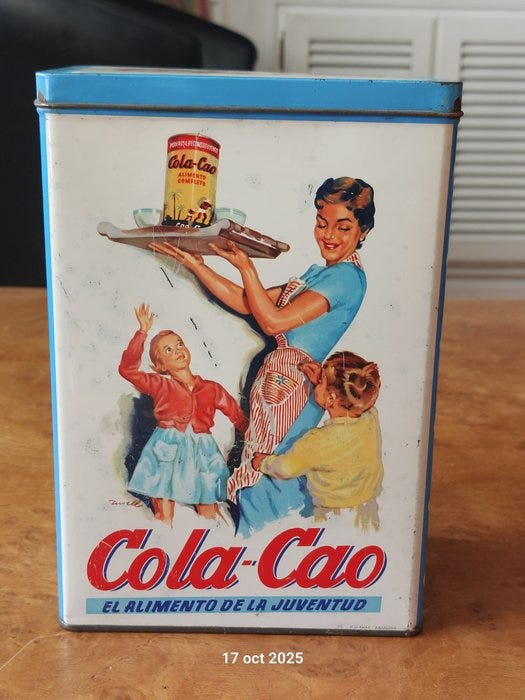 Cola-Cao
ALIMENTO
COMPLETO
Cola-Cao
EL ALIMENTO DE LA JUVENTUD
17 oct 2025